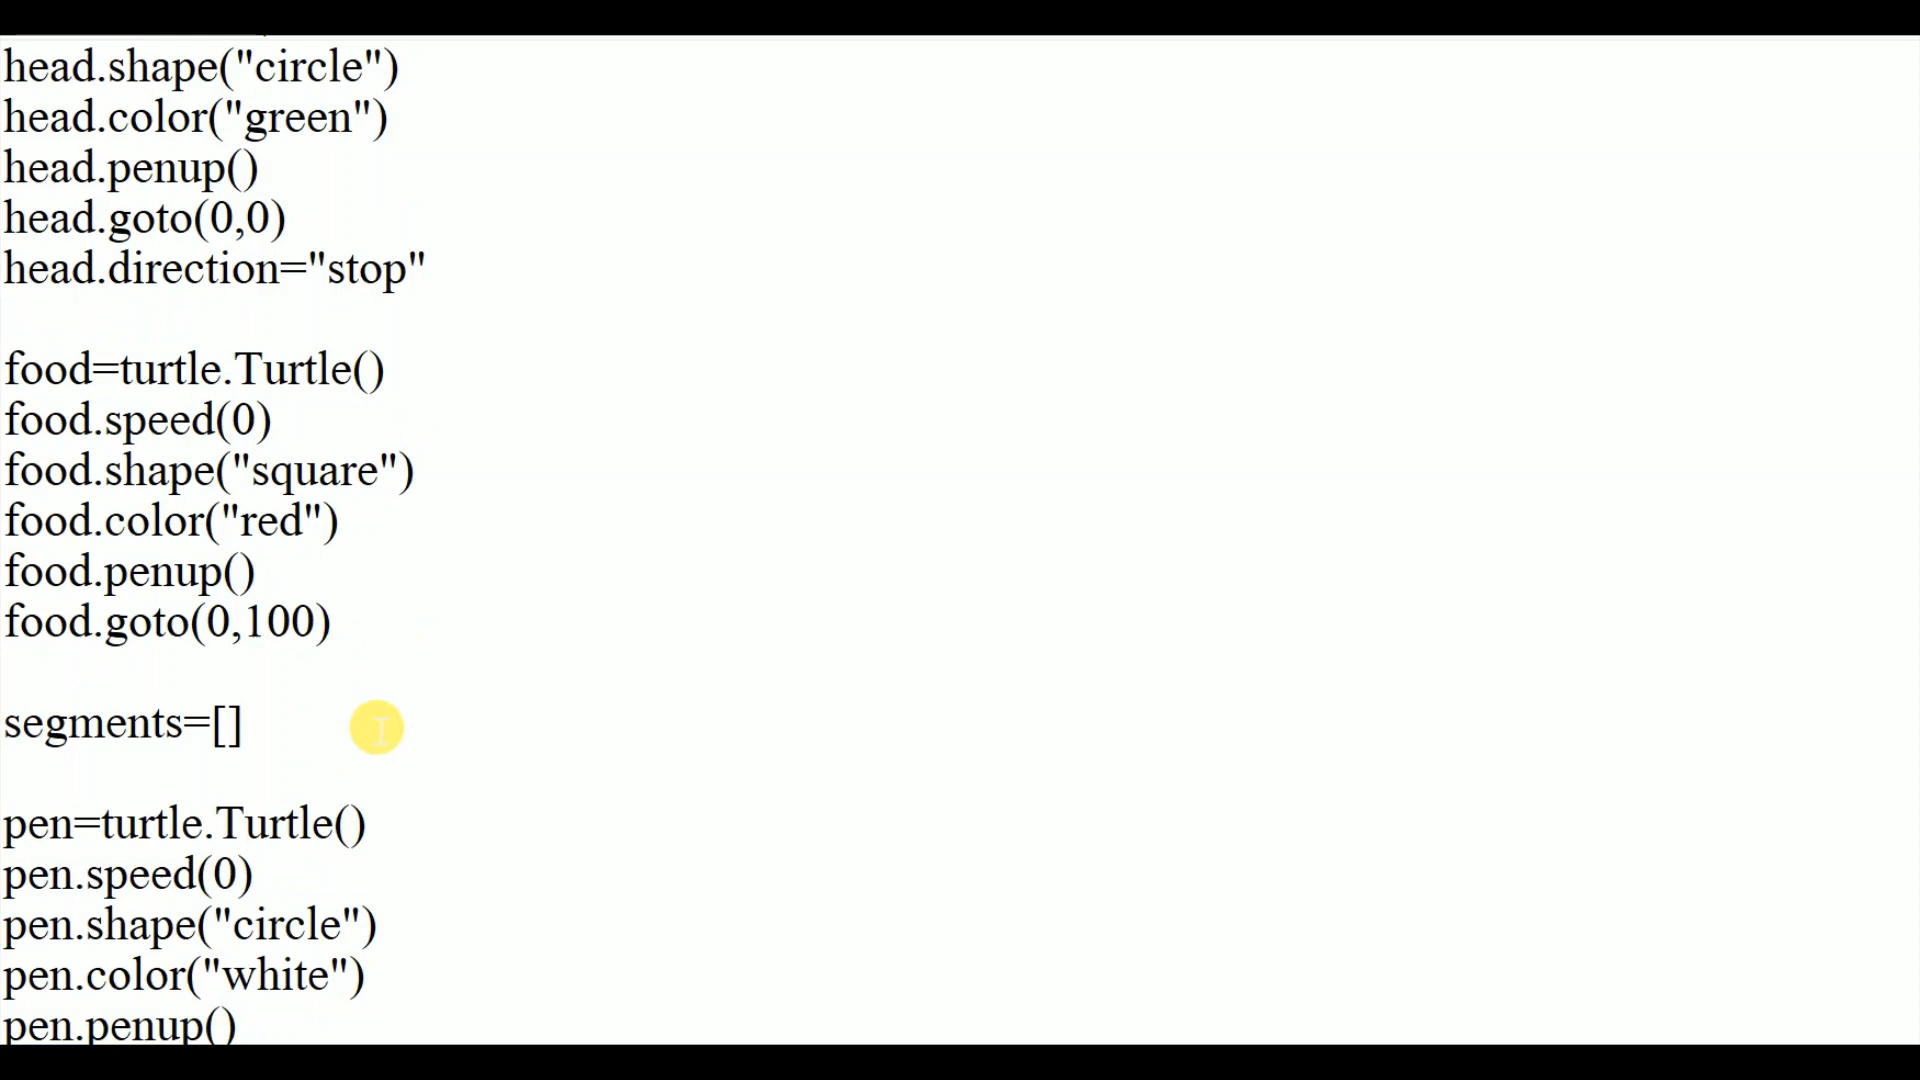 head.shape("circle")
head.color("green")
head.penup()
head.goto(0,0)
head.direction="stop"
food=turtle.Turtle()
food.speed(0)
food.shape("square")
food.color("red")
food.penup()
food.goto(0,100)
segments=[]
pen=turtle.Turtle()
pen.speed(0)
pen.shape("circle")
pen.color("white")
pen.penup()